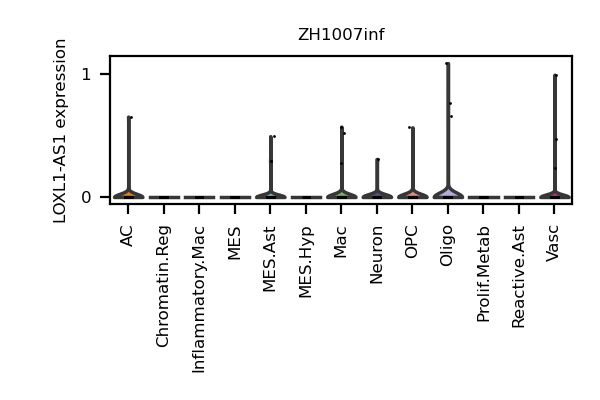 ZH1007inf
LOXL1-AS1 expression
1
0
AC
Chromatin.Reg
Inflammatory.Mac
MES
MES.Ast
MES.Hyp
Mac
Neuron
OPC
Oligo
Prolif.Metab
Reactive.Ast
Vasc